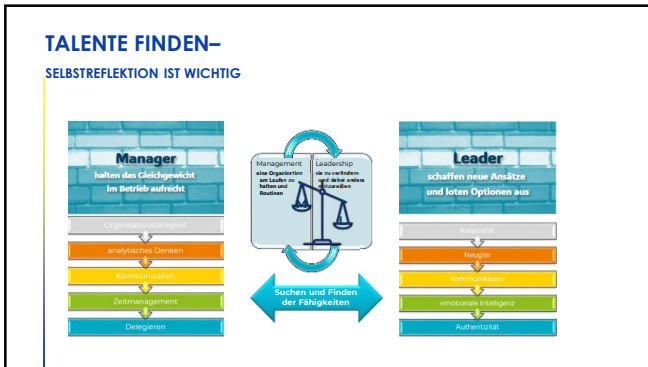 TALENTE FINDEN–
SELBSTREFLEKTION IST WICHTIG
Manager
halten das Gleichgewicht
im Betrieb aufrecht
Organisationsfähigkeit
analytisches Denken
Kommunikation
Zeitmanagement
Delegieren
Management
eine Organisation
am Laufen zu
halten und
Routinen
Leadership
sie zu verändern
und dabei andere
mitzureißen
Suchen und Finden
der Fähigkeiten
Leader
schaffen neue Ansätze
und loten Optionen aus
Kreativität
Neugier
Kommunikation
emotionale Intelligenz
Authentizität